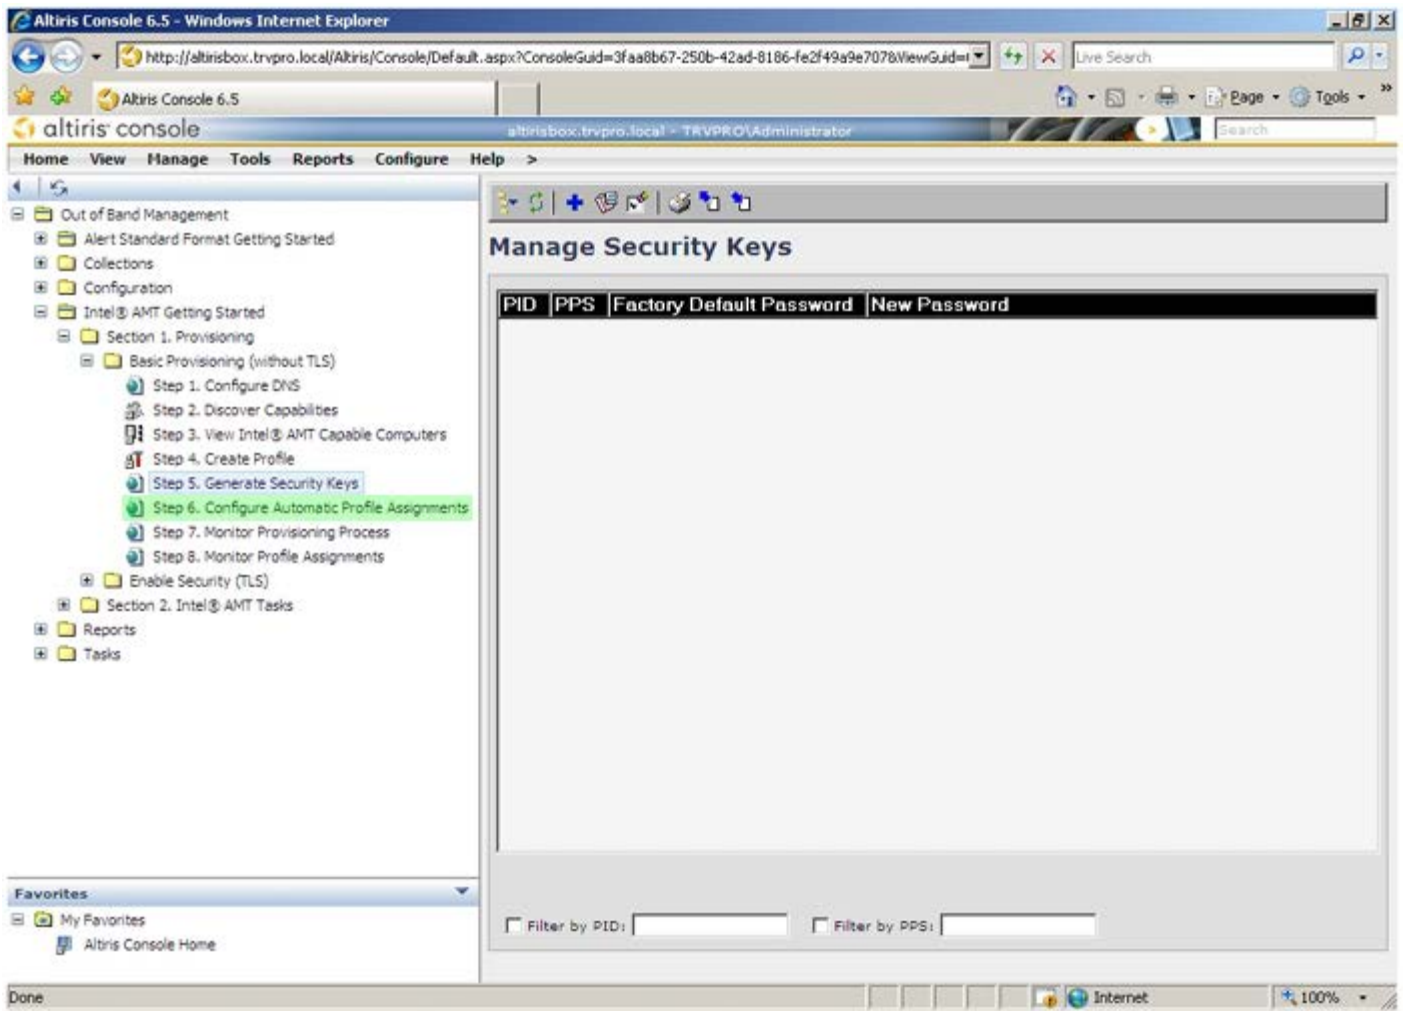 Altiris Console 6.5 - Windows Internet Explorer
http://altirisbox.trvpro.local/Altiris/Console/Default.aspx?ConsoleGuid=3faa8b67-250b-42ad-8186-fe2f49a9e707&ViewGuid=
Live Search
Altiris Console 6.5
Page
Tools
altiris console
altirisbox.trvpro.local - TRVPRO\Administrator
Search
Home View Manage Tools Reports Configure Help >
Out of Band Management
Alert Standard Format Getting Started
Collections
Configuration
Intel® AMT Getting Started
Section 1. Provisioning
Basic Provisioning (without TLS)
Step 1. Configure DNS
Step 2. Discover Capabilities
Step 3. View Intel® AMT Capable Computers
Step 4. Create Profile
Step 5. Generate Security Keys
Step 6. Configure Automatic Profile Assignments
Step 7. Monitor Provisioning Process
Step 8. Monitor Profile Assignments
Enable Security (TLS)
Section 2. Intel® AMT Tasks
Reports
Tasks
Manage Security Keys
PID PPS Factory Default Password New Password
Filter by PID:
Filter by PPS:
Favorites
My Favorites
Altiris Console Home
Done
Internet
100%